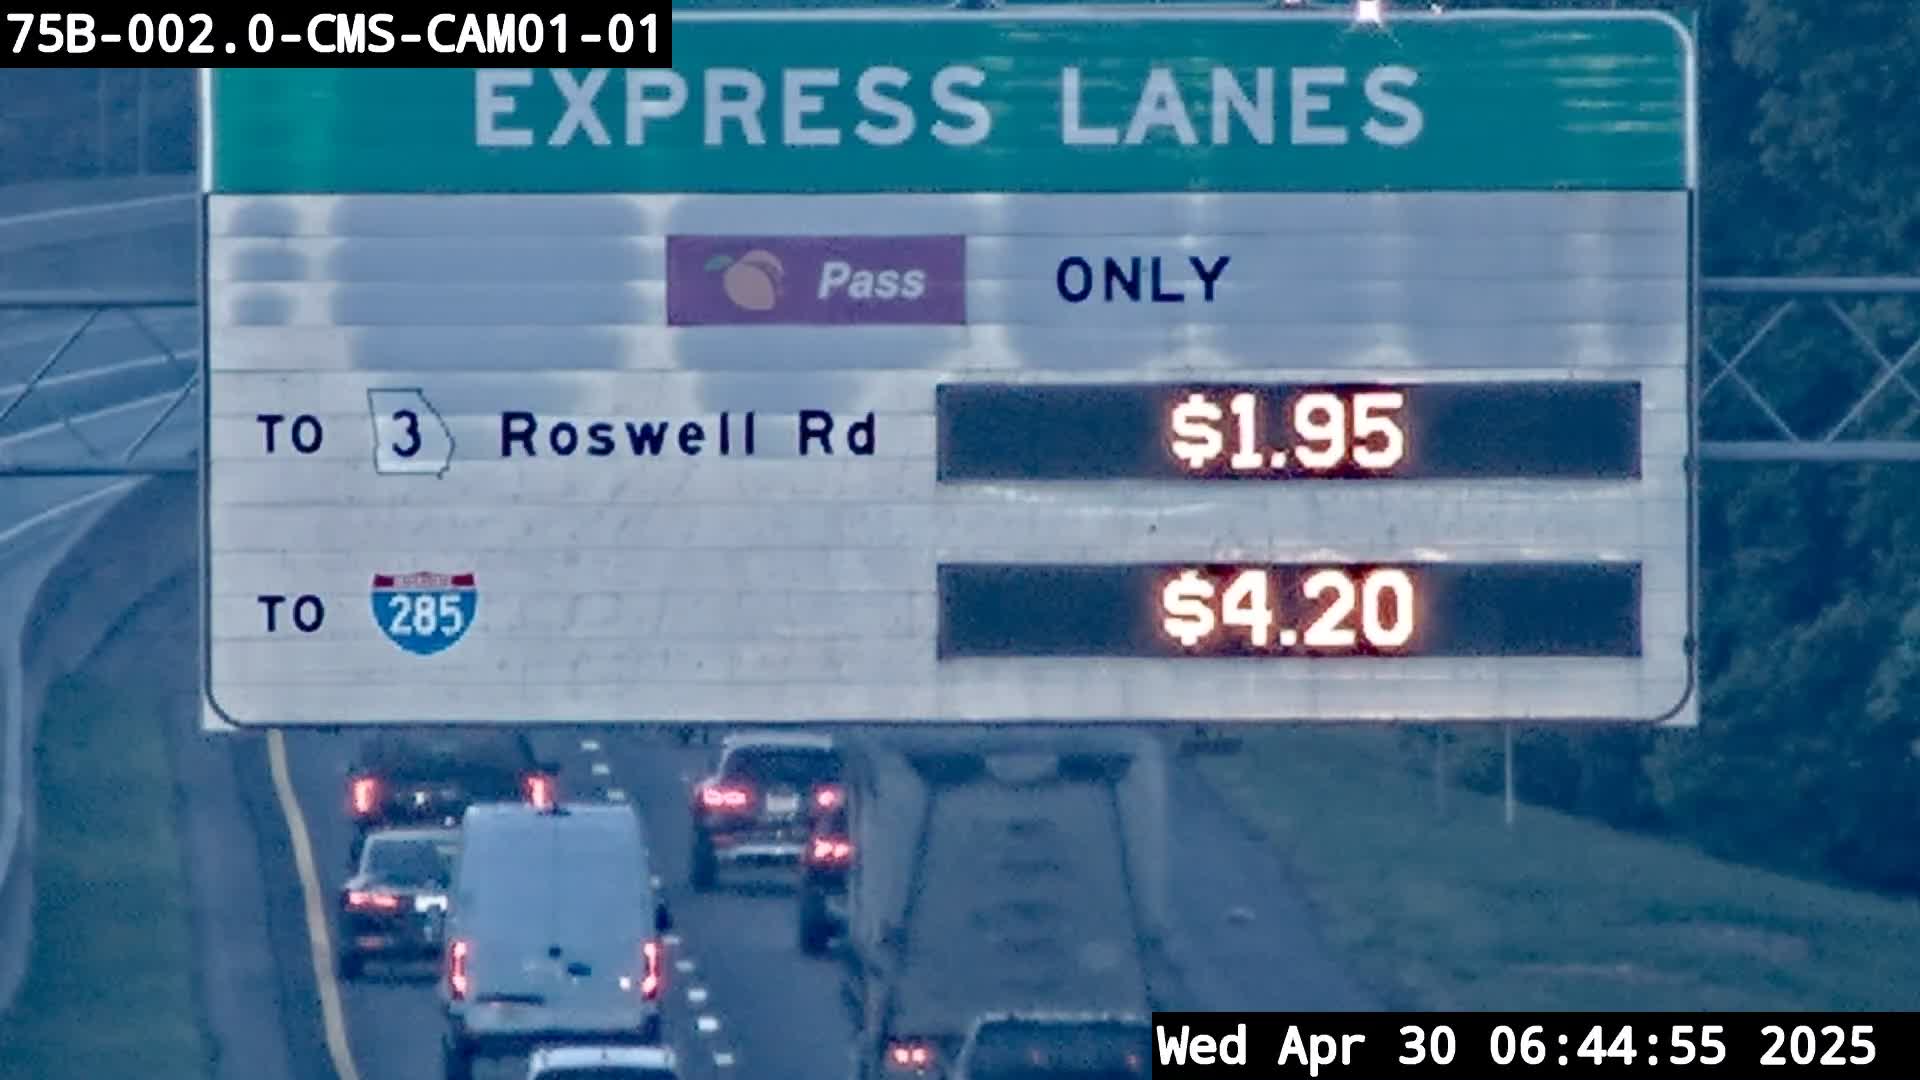 75B-002.0-CMS-CAM01-01
EXPRESS LANES
Pass ONLY
TO 3 Roswell Rd $1.95
TO 285 $4.20
Wed Apr 30 06:44:55 2025